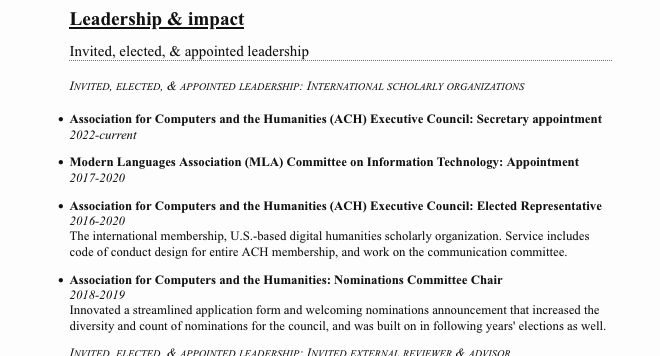 Leadership & impact
Invited, elected, & appointed leadership
Invited, elected, & appointed leadership: International scholarly organizations
• Association for Computers and the Humanities (ACH) Executive Council: Secretary appointment
2022-current
• Modern Languages Association (MLA) Committee on Information Technology: Appointment
2017-2020
• Association for Computers and the Humanities (ACH) Executive Council: Elected Representative
2016-2020
The international membership, U.S.-based digital humanities scholarly organization. Service includes
code of conduct design for entire ACH membership, and work on the communication committee.
• Association for Computers and the Humanities: Nominations Committee Chair
2018-2019
Innovated a streamlined application form and welcoming nominations announcement that increased the
diversity and count of nominations for the council, and was built on in following years' elections as well.
Invited, elected, & appointed leadership: Invited external reviewer & advisor